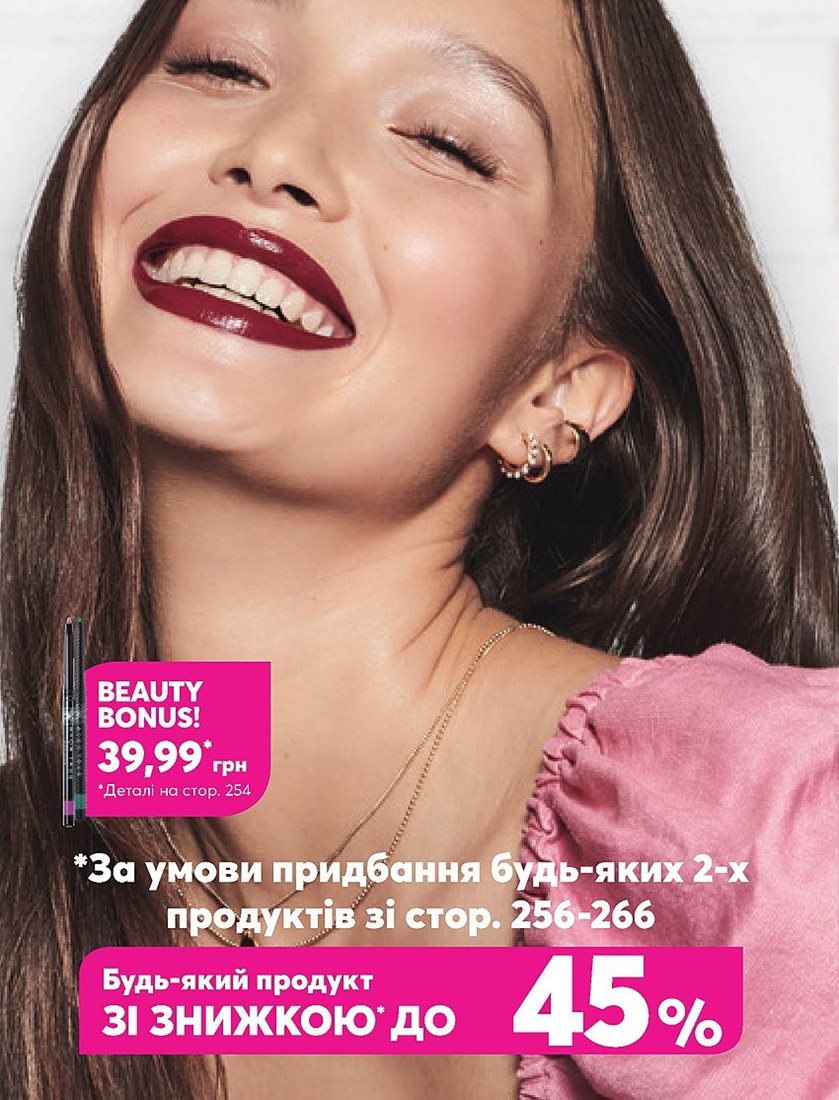 BEAUTY
BONUS!
39,99* грн
*Деталі на стор. 254
*За умови придбання будь-яких 2-х
продуктів зі стор. 256-266
Будь-який продукт
ЗІ ЗНИЖКОЮ* ДО 45%